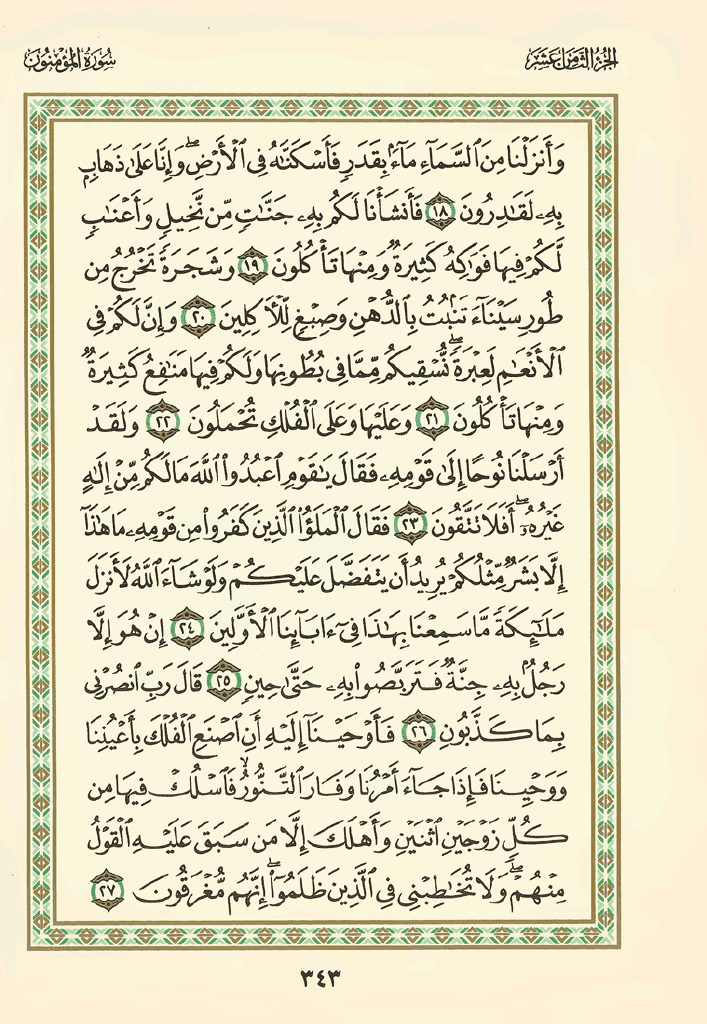 الجزء الثامن عشر
سورة المؤمنون
وَأَنزَلْنَا مِنَ ٱلسَّمَآءِ مَآءًۢ بِقَدَرٍ فَأَسْكَنَّٰهُ فِى ٱلْأَرْضِۖ وَإِنَّا عَلَىٰ ذَهَابٍۭ
بِهِۦ لَقَٰدِرُونَ ١٨ فَأَنشَأْنَا لَكُم بِهِۦ جَنَّٰتٍ مِّن نَّخِيلٍ وَأَعْنَٰبٍ
لَّكُمْ فِيهَا فَوَٰكِهُ كَثِيرَةٌ وَمِنْهَا تَأْكُلُونَ ١٩ وَشَجَرَةً تَخْرُجُ مِن
طُورِ سَيْنَآءَ تَنۢبُتُ بِٱلدُّهْنِ وَصِبْغٍ لِّلْـَٔاكِلِينَ ٢٠ وَإِنَّ لَكُمْ فِى
ٱلْأَنْعَٰمِ لَعِبْرَةًۖ نُّسْقِيكُم مِّمَّا فِى بُطُونِهَا وَلَكُمْ فِيهَا مَنَٰفِعُ كَثِيرَةٌ
وَمِنْهَا تَأْكُلُونَ ٢١ وَعَلَيْهَا وَعَلَى ٱلْفُلْكِ تُحْمَلُونَ ٢٢ وَلَقَدْ
أَرْسَلْنَا نُوحًا إِلَىٰ قَوْمِهِۦ فَقَالَ يَٰقَوْمِ ٱعْبُدُوا۟ ٱللَّهَ مَا لَكُم مِّنْ إِلَٰهٍ
غَيْرُهُۥٓۖ أَفَلَا تَتَّقُونَ ٢٣ فَقَالَ ٱلْمَلَؤُا۟ ٱلَّذِينَ كَفَرُوا۟ مِن قَوْمِهِۦ مَا هَٰذَآ
إِلَّا بَشَرٌ مِّثْلُكُمْ يُرِيدُ أَن يَتَفَضَّلَ عَلَيْكُمْ وَلَوْ شَآءَ ٱللَّهُ لَأَنزَلَ
مَلَٰٓئِكَةً مَّا سَمِعْنَا بِهَٰذَا فِىٓ ءَابَآئِنَا ٱلْأَوَّلِينَ ٢٤ إِنْ هُوَ إِلَّا
رَجُلٌۢ بِهِۦ جِنَّةٌ فَتَرَبَّصُوا۟ بِهِۦ حَتَّىٰ حِينٍ ٢٥ قَالَ رَبِّ ٱنصُرْنِى
بِمَا كَذَّبُونِ ٢٦ فَأَوْحَيْنَآ إِلَيْهِ أَنِ ٱصْنَعِ ٱلْفُلْكَ بِأَعْيُنِنَا
وَوَحْيِنَا فَإِذَا جَآءَ أَمْرُنَا وَفَارَ ٱلتَّنُّورُۙ فَٱسْلُكْ فِيهَا مِن
كُلٍّ زَوْجَيْنِ ٱثْنَيْنِ وَأَهْلَكَ إِلَّا مَن سَبَقَ عَلَيْهِ ٱلْقَوْلُ
مِنْهُمْۖ وَلَا تُخَٰطِبْنِى فِى ٱلَّذِينَ ظَلَمُوٓا۟ۖ إِنَّهُم مُّغْرَقُونَ ٢٧
٣٤٣